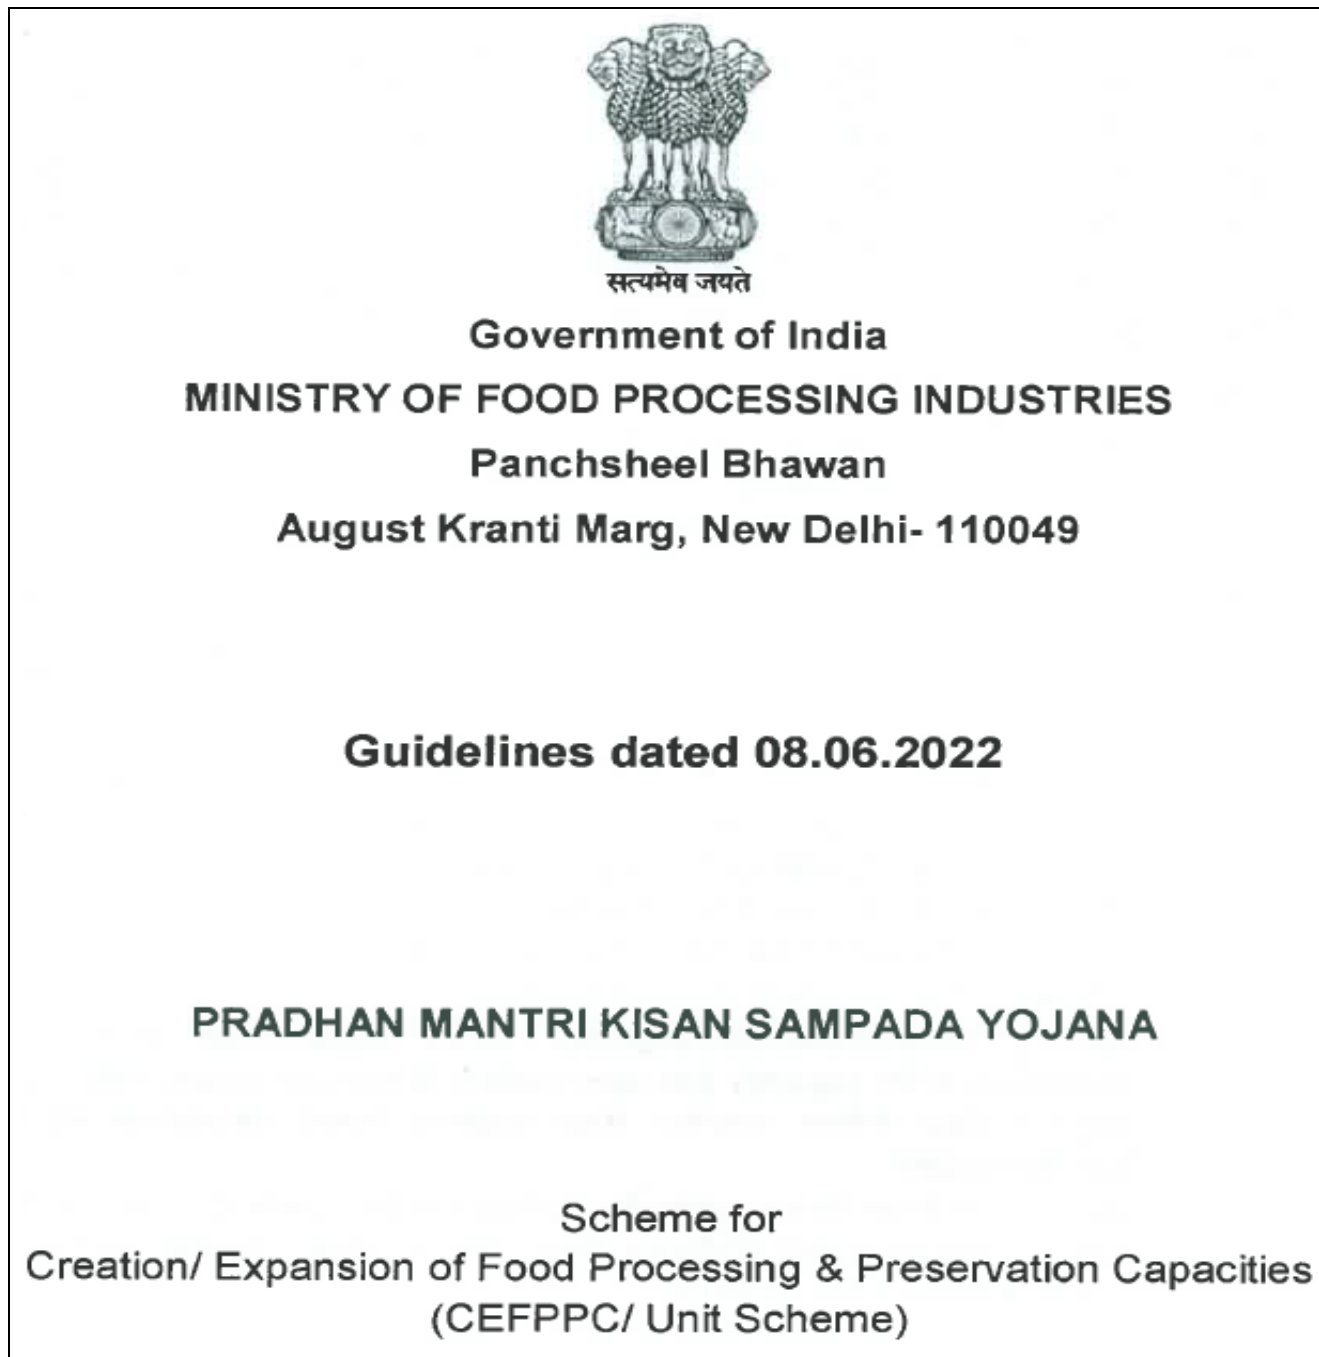 सत्यमेव जयते
Government of India
MINISTRY OF FOOD PROCESSING INDUSTRIES
Panchsheel Bhawan
August Kranti Marg, New Delhi- 110049
Guidelines dated 08.06.2022
PRADHAN MANTRI KISAN SAMPADA YOJANA
Scheme for
Creation/ Expansion of Food Processing & Preservation Capacities
(CEFPPC/ Unit Scheme)